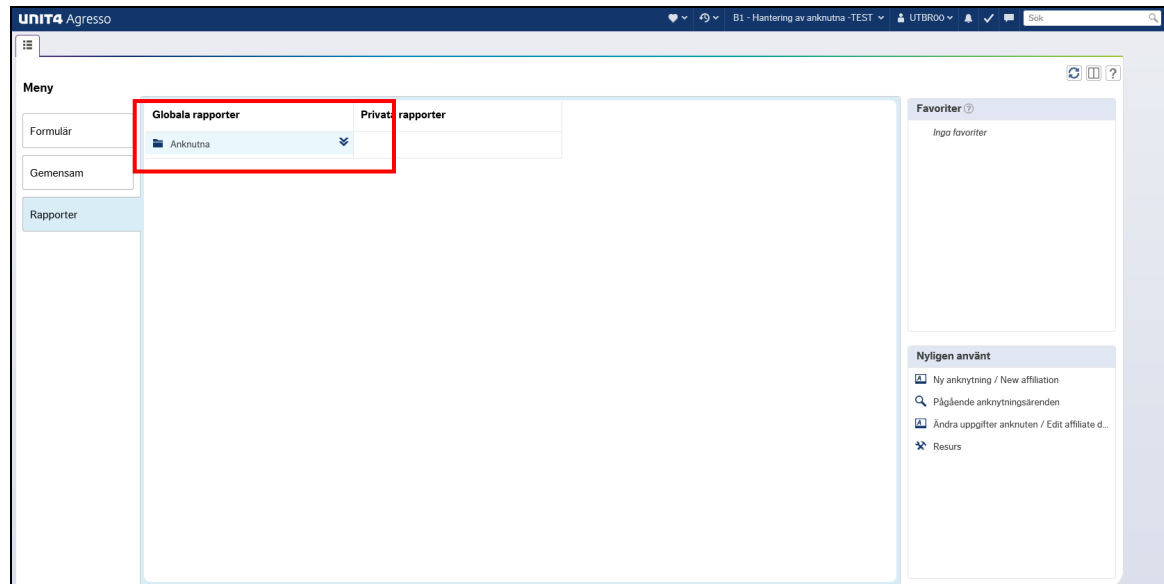 UNIT4 Agresso
B1 - Hantering av anknutna -TEST
UTBR00
Sök
Meny
Formulär
Gemensam
Rapporter
Globala rapporter
Privata rapporter
Anknutna
Favoriter ?
Inga favoriter
Nyligen använt
Ny anknytning / New affiliation
Pågående anknytningsärenden
Ändra uppgifter anknuten / Edit affiliate d...
Resurs
?